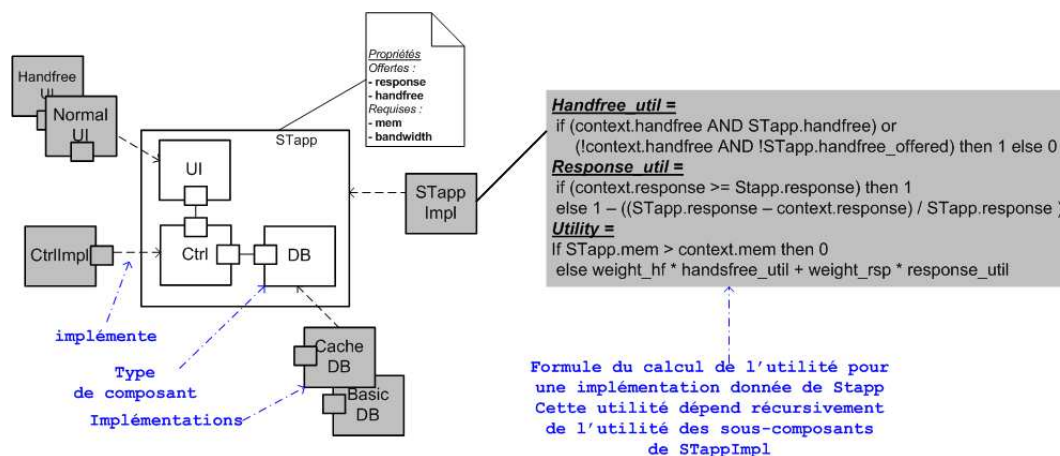 Propriétés
Offertes :
- response
- handfree
Requises :
- mem
- bandwidth
Handfree
UI
Normal
UI
STapp
UI
STapp
Impl
CtrlImpl
Ctrl
DB
implémente
Type
de composant
Implémentations
Cache
DB
Basic
DB
Handfree_util =
if (context.handfree AND STapp.handfree) or
(!context.handfree AND !STapp.handfree_offered) then 1 else 0
Response_util =
if (context.response >= Stapp.response) then 1
else 1 – ((STapp.response – context.response) / STapp.response )
Utility =
If STapp.mem > context.mem then 0
else weight_hf * handsfree_util + weight_rsp * response_util
Formule du calcul de l'utilité pour
une implémentation donnée de Stapp
Cette utilité dépend récursivement
de l'utilité des sous-composants
de STappImpl